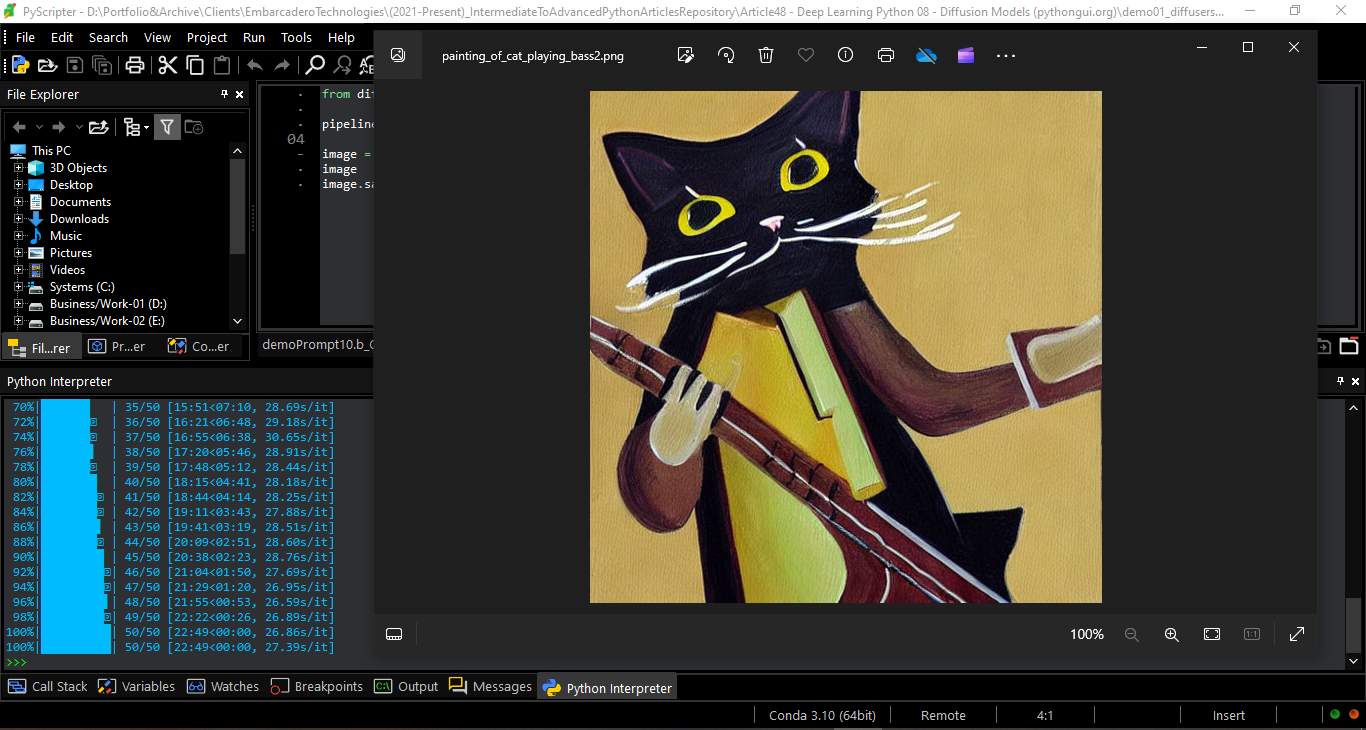 PyScripter - D:\Portfolio&Archive\Clients\EmbarcaderoTechnologies\(2021-Present)_IntermediateToAdvancedPythonArticlesRepository\Article48 - Deep Learning Python 08 - Diffusion Models (pythongui.org)\demo01_diffusers...
File Edit Search View Project Run Tools Help
painting_of_cat_playing_bass2.png
File Explorer
from dif
pipeline
04
image =
image
image.sa
This PC
3D Objects
Desktop
Documents
Downloads
Music
Pictures
Videos
Systems (C:)
Business/Work-01 (D:)
Business/Work-02 (E:)
Fil...rer Pr...er Co...er
demoPrompt10.b_
Python Interpreter
70%| | 35/50 [15:51<07:10, 28.69s/it]
72%| | 36/50 [16:21<06:48, 29.18s/it]
74%| | 37/50 [16:55<06:38, 30.65s/it]
76%| | 38/50 [17:20<05:46, 28.91s/it]
78%| | 39/50 [17:48<05:12, 28.44s/it]
80%| | 40/50 [18:15<04:41, 28.18s/it]
82%| | 41/50 [18:44<04:14, 28.25s/it]
84%| | 42/50 [19:11<03:43, 27.88s/it]
86%| | 43/50 [19:41<03:19, 28.51s/it]
88%| | 44/50 [20:09<02:51, 28.60s/it]
90%| | 45/50 [20:38<02:23, 28.76s/it]
92%| | 46/50 [21:04<01:50, 27.69s/it]
94%| | 47/50 [21:29<01:20, 26.95s/it]
96%| | 48/50 [21:55<00:53, 26.59s/it]
98%| | 49/50 [22:22<00:26, 26.89s/it]
100%| | 50/50 [22:49<00:00, 26.86s/it]
100%| | 50/50 [22:49<00:00, 27.39s/it]
>>>
100% 1:1
Call Stack Variables Watches Breakpoints Output Messages Python Interpreter
Conda 3.10 (64bit) Remote 4:1 Insert